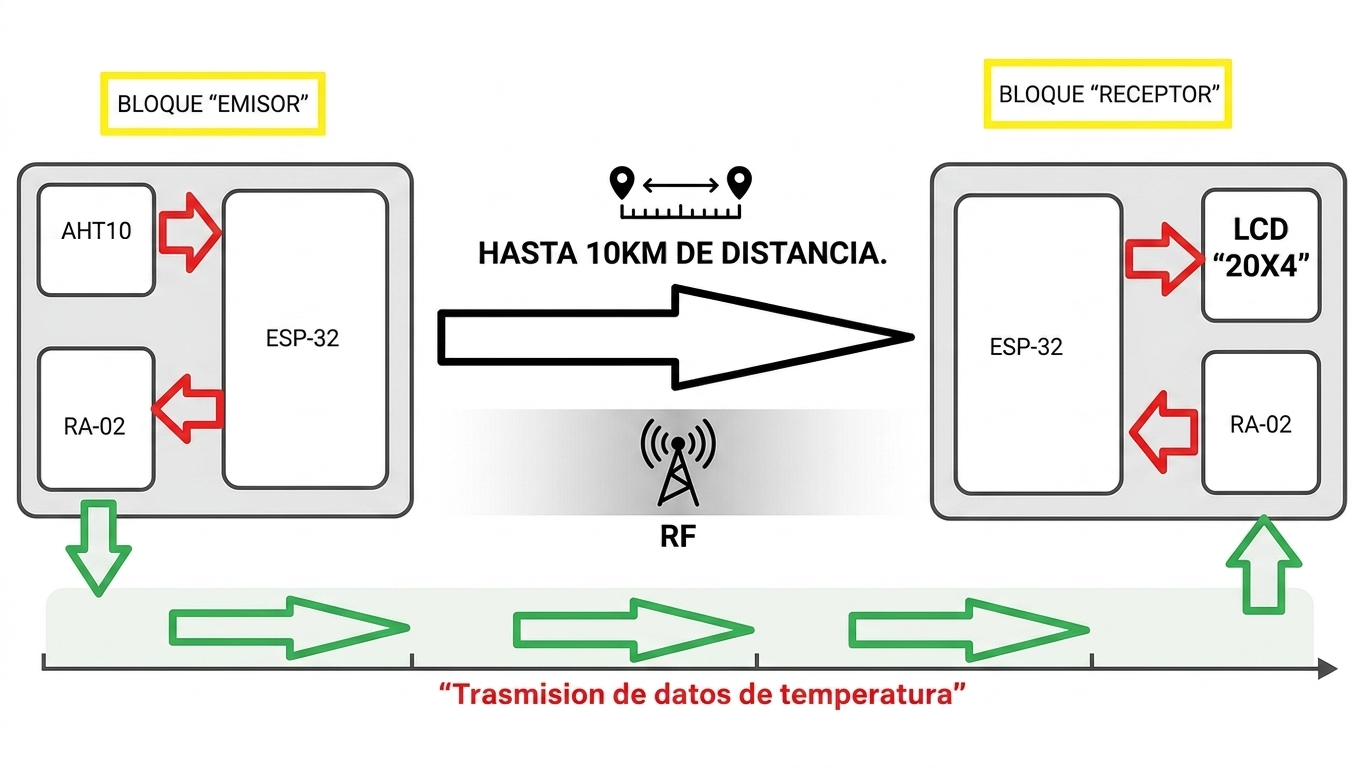 BLOQUE “EMISOR”
BLOQUE “RECEPTOR”
AHT10
ESP-32
RA-02
HASTA 10KM DE DISTANCIA.
RF
ESP-32
LCD
“20X4”
RA-02
“Trasmision de datos de temperatura”